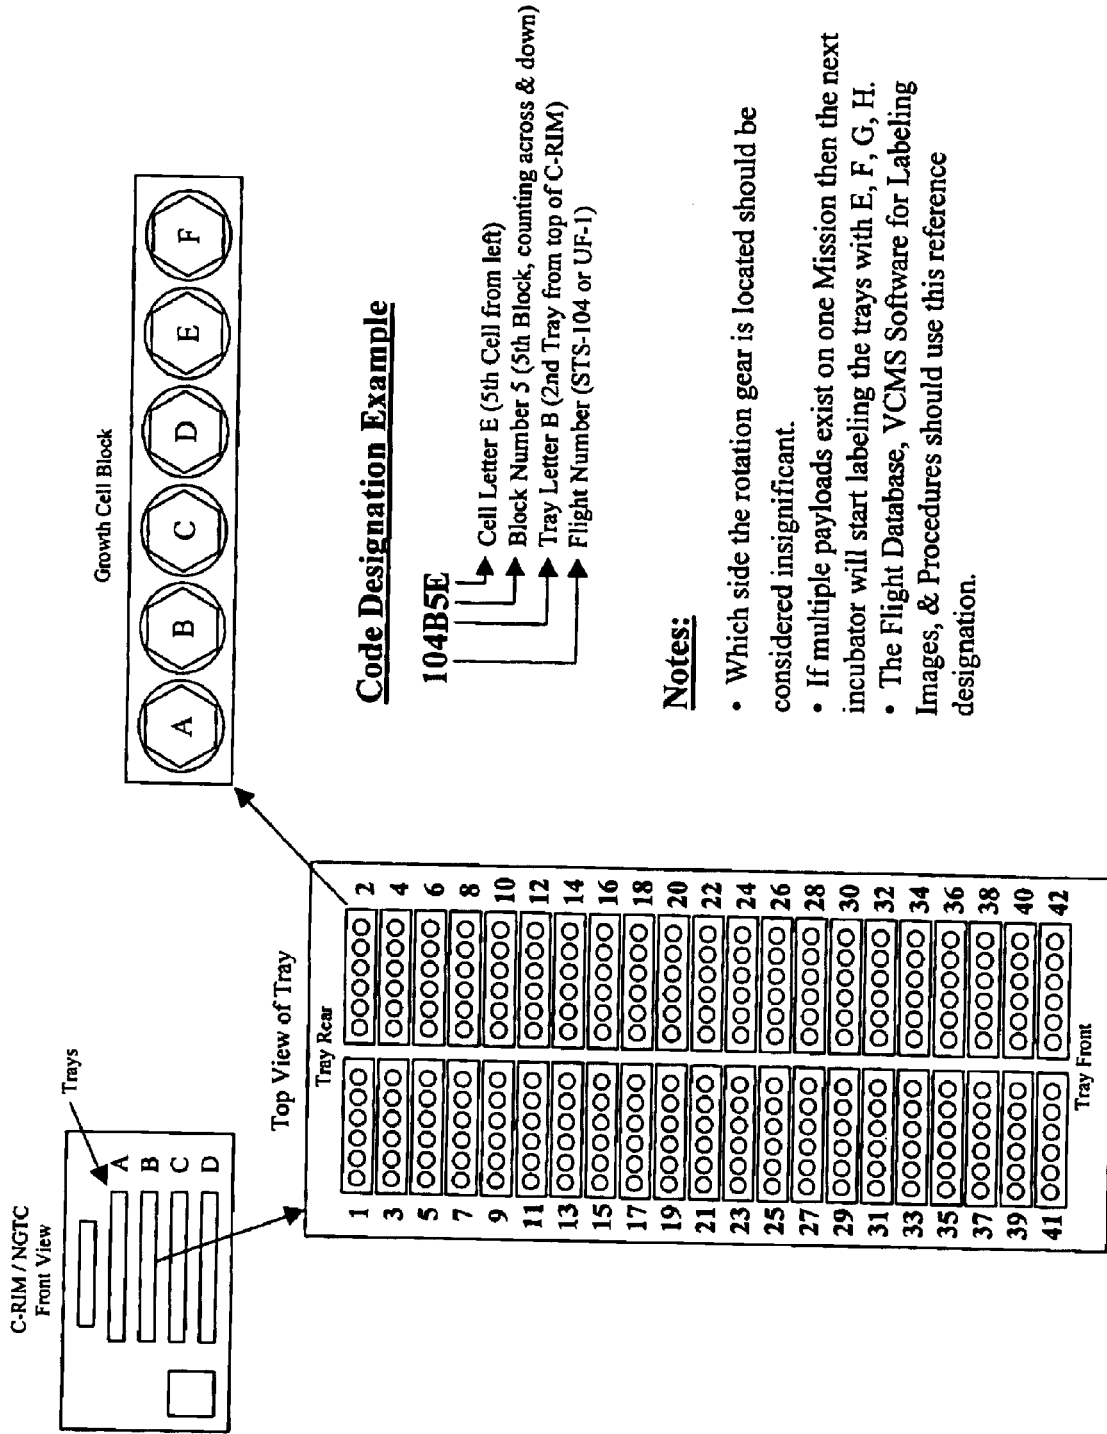 C-RIM / NGTC
Front View
Trays
A
B
C
D
Growth Cell Block
A B C D E F
Top View of Tray
Tray Rear
1 2
3 4
5 6
7 8
9 10
11 12
13 14
15 16
17 18
19 20
21 22
23 24
25 26
27 28
29 30
31 32
33 34
35 36
37 38
39 40
41 42
Tray Front
Code Designation Example
104B5E
Cell Letter E (5th Cell from left)
Block Number 5 (5th Block, counting across & down)
Tray Letter B (2nd Tray from top of C-RIM)
Flight Number (STS-104 or UF-1)
Notes:
• Which side the rotation gear is located should be
considered insignificant.
• If multiple payloads exist on one Mission then the next
incubator will start labeling the trays with E, F, G, H.
• The Flight Database, VCMS Software for Labeling
Images, & Procedures should use this reference
designation.